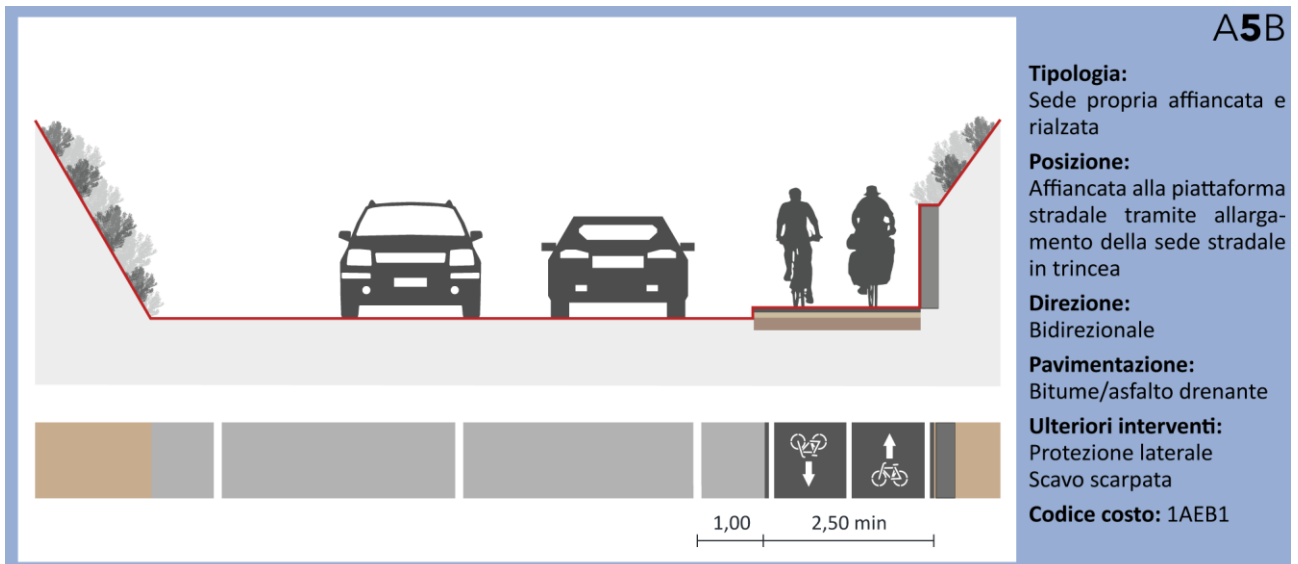 A5B
Tipologia:
Sede propria affiancata e
rialzata
Posizione:
Affiancata alla piattaforma
stradale tramite allarga-
mento della sede stradale
in trincea
Direzione:
Bidirezionale
Pavimentazione:
Bitume/asfalto drenante
Ulteriori interventi:
Protezione laterale
Scavo scarpata
Codice costo: 1AEB1
1,00
2,50 min